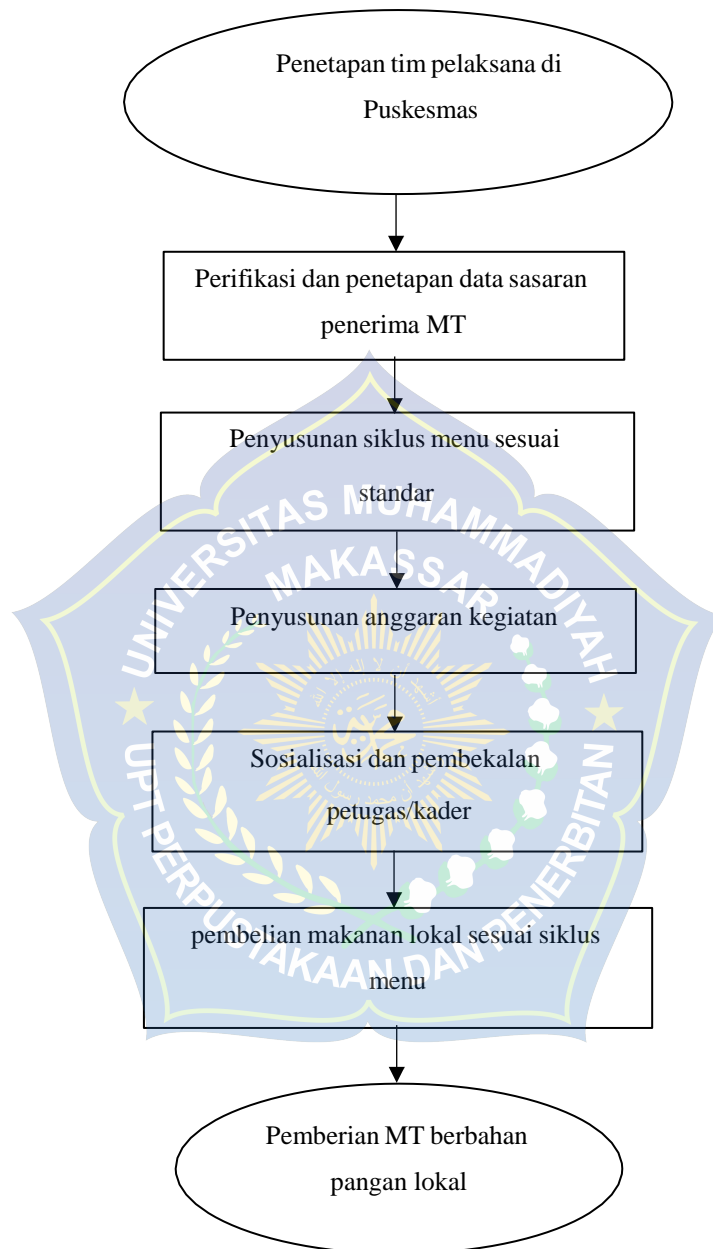 Penetapan tim pelaksana di
Puskesmas
Perifikasi dan penetapan data sasaran
penerima MT
Penyusunan siklus menu sesuai
standar
UNIVERSITAS MUHAMMADIYAH
MAKASSAR
Penyusunan anggaran kegiatan
Sosialisasi dan pembekalan
petugas/kader
pembelian makanan lokal sesuai siklus
menu
UPT PERPUSTAKAAN DAN PENERBITAN
Pemberian MT berbahan
pangan lokal